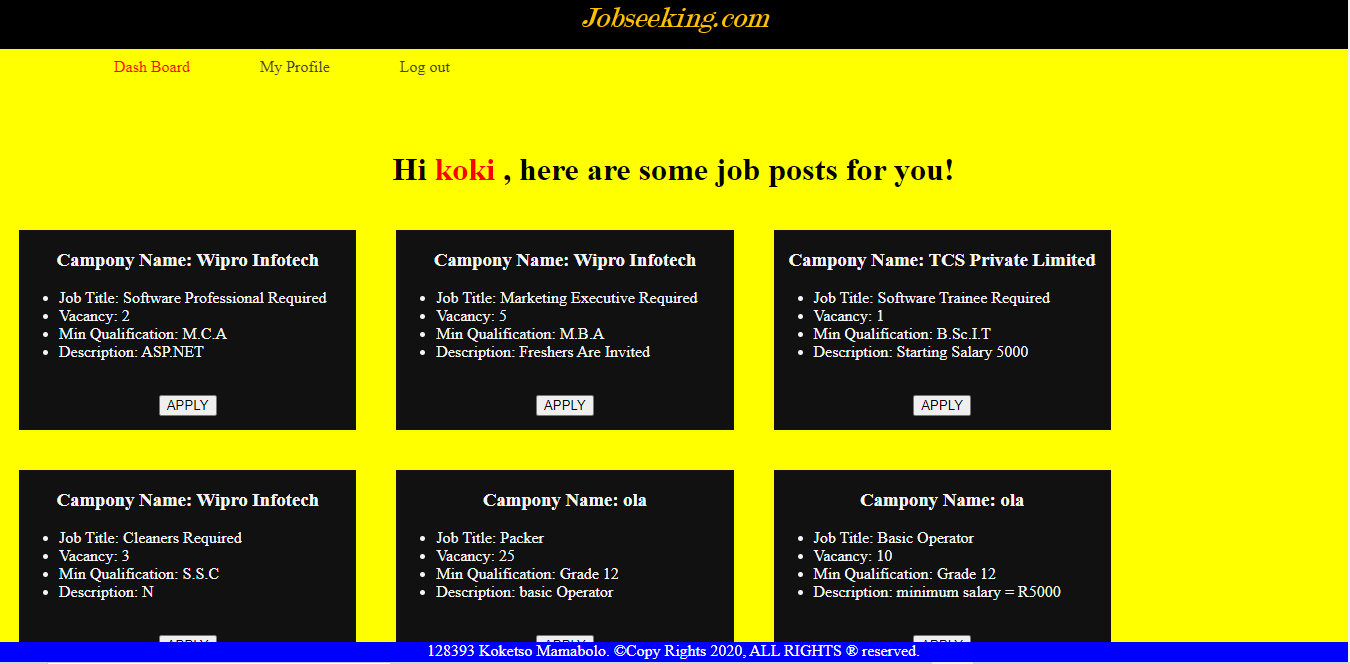 Jobseeking.com
Dash Board
My Profile
Log out
Hi koki , here are some job posts for you!
Campony Name: Wipro Infotech
Job Title: Software Professional Required
Vacancy: 2
Min Qualification: M.C.A
Description: ASP.NET
APPLY
Campony Name: Wipro Infotech
Job Title: Marketing Executive Required
Vacancy: 5
Min Qualification: M.B.A
Description: Freshers Are Invited
APPLY
Campony Name: TCS Private Limited
Job Title: Software Trainee Required
Vacancy: 1
Min Qualification: B.Sc.I.T
Description: Starting Salary 5000
APPLY
Campony Name: Wipro Infotech
Job Title: Cleaners Required
Vacancy: 3
Min Qualification: S.S.C
Description: N
APPLY
Campony Name: ola
Job Title: Packer
Vacancy: 25
Min Qualification: Grade 12
Description: basic Operator
APPLY
Campony Name: ola
Job Title: Basic Operator
Vacancy: 10
Min Qualification: Grade 12
Description: minimum salary = R5000
APPLY
128393 Koketso Mamabolo. ©Copy Rights 2020, ALL RIGHTS ® reserved.